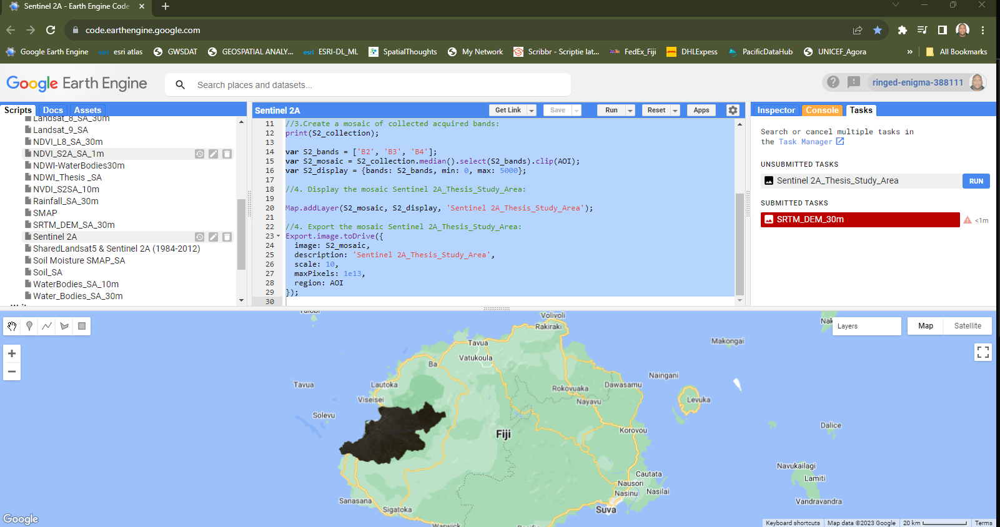 Sentinel 2A - Earth Engine Code
code.earthengine.google.com
Google Earth Engine
esri esri atlas
GWSDAT
GEOSPATIAL ANALY...
esri ESRI-DL_ML
SpatialThoughts
My Network
Scribbr - Scriptie lat...
FedEx_Fiji
DHLExpess
PacificDataHub
UNICEF_Agora
»
All Bookmarks
Google Earth Engine
Search places and datasets...
ringed-enigma-388111
Scripts Docs Assets
Landsat_8_SA_30m
Landsat_9_SA
NDVI_L8_SA_30m
NDVI_S2A_SA_1m
NDWI-WaterBodies30m
NDWI_Thesis _SA
NVDI_S2SA_10m
Rainfall_SA_30m
SMAP
SRTM_DEM_SA_30m
Sentinel 2A
SharedLandsat5 & Sentinel 2A (1984-2012)
Soil Moisture SMAP_SA
Soil_SA
WaterBodies_SA_10m
Water_Bodies_SA_30m
Sentinel 2A
Get Link
Save
Run
Reset
Apps
11 //3.Create a mosaic of collected acquired bands:
12 print(S2_collection);
13
14 var S2_bands = ['B2', 'B3', 'B4'];
15 var S2_mosaic = S2_collection.median().select(S2_bands).clip(AOI);
16 var S2_display = {bands: S2_bands, min: 0, max: 5000};
17
18 //4. Display the mosaic Sentinel 2A_Thesis_Study_Area:
19
20 Map.addLayer(S2_mosaic, S2_display, 'Sentinel 2A_Thesis_Study_Area');
21
22 //4. Export the mosaic Sentinel 2A_Thesis_Study_Area:
23 Export.image.toDrive({
24 image: S2_mosaic,
25 description: 'Sentinel 2A_Thesis_Study_Area',
26 scale: 10,
27 maxPixels: 1e13,
28 region: AOI
29 });
30
Inspector Console Tasks
Search or cancel multiple tasks in
the Task Manager
UNSUBMITTED TASKS
Sentinel 2A_Thesis_Study_Area
RUN
SUBMITTED TASKS
SRTM_DEM_30m
<1m
Layers
Map
Satellite
Volivoli
Rakiraki
Nak
Makongai
Tavua
Vatukoula
Ba
Naingani
Tavua
Lautoka
Dawasamu
Rokovuaka
Viseisei
Nayavu
Levuka
Solevu
Dalice
Korovou
Fiji
Navukailagi
Cautata
Lamiti
Nausori
Nasinu
Nasilai
Sanasana
Vandravandra
Sigatoka
Suva
Google
Keyboard shortcuts
Map data ©2023 Google
20 km
Terms